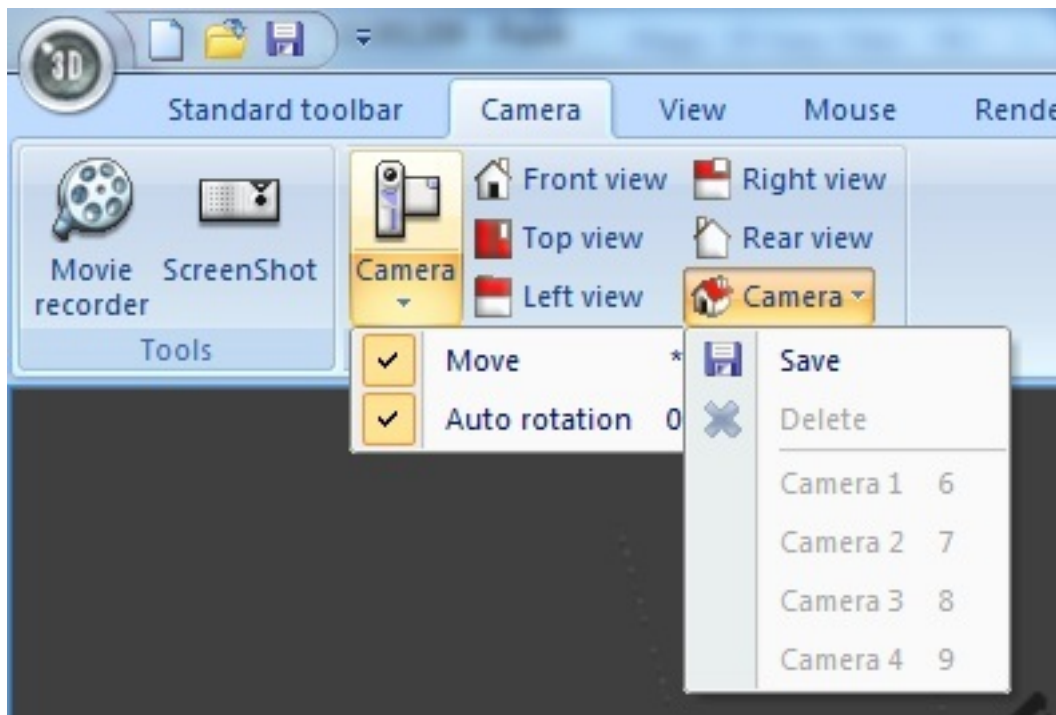 3D
Standard toolbar Camera View Mouse Rende
Movie recorder
ScreenShot
Tools
Camera
Front view
Top view
Left view
Right view
Rear view
Camera
Move *
Auto rotation 0
Save
Delete
Camera 1 6
Camera 2 7
Camera 3 8
Camera 4 9